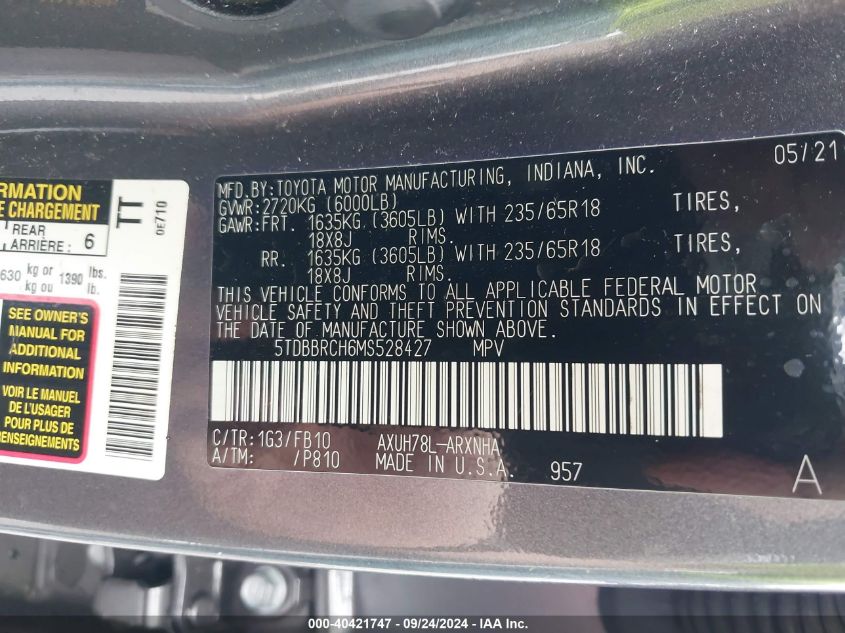 RMATION
E CHARGEMENT
REAR
ARRIÈRE : 6
630 kg or 1390 lbs.
kg ou lb.
TT
0E710
SEE OWNER'S
MANUAL FOR
ADDITIONAL
INFORMATION
VOIR LE MANUEL
DE L'USAGER
POUR PLUS DE
RENSEIGNEMENTS
05/21
MFD.BY:TOYOTA MOTOR MANUFACTURING, INDIANA, INC.
GVWR:2720KG (6000LB)
GAWR:FRT. 1635KG (3605LB) WITH 235/65R18 TIRES,
18X8J RIMS.
RR. 1635KG (3605LB) WITH 235/65R18 TIRES,
18X8J RIMS.
THIS VEHICLE CONFORMS TO ALL APPLICABLE FEDERAL MOTOR
VEHICLE SAFETY AND THEFT PREVENTION STANDARDS IN EFFECT ON
THE DATE OF MANUFACTURE SHOWN ABOVE.
5TDBBRCH6MS528427 MPV
C/TR:1G3/FB10 AXUH78L-ARXNHA
A/TM: /P810 MADE IN U.S.A. 957 A
000-40421747 - 09/24/2024 - IAAI.COM